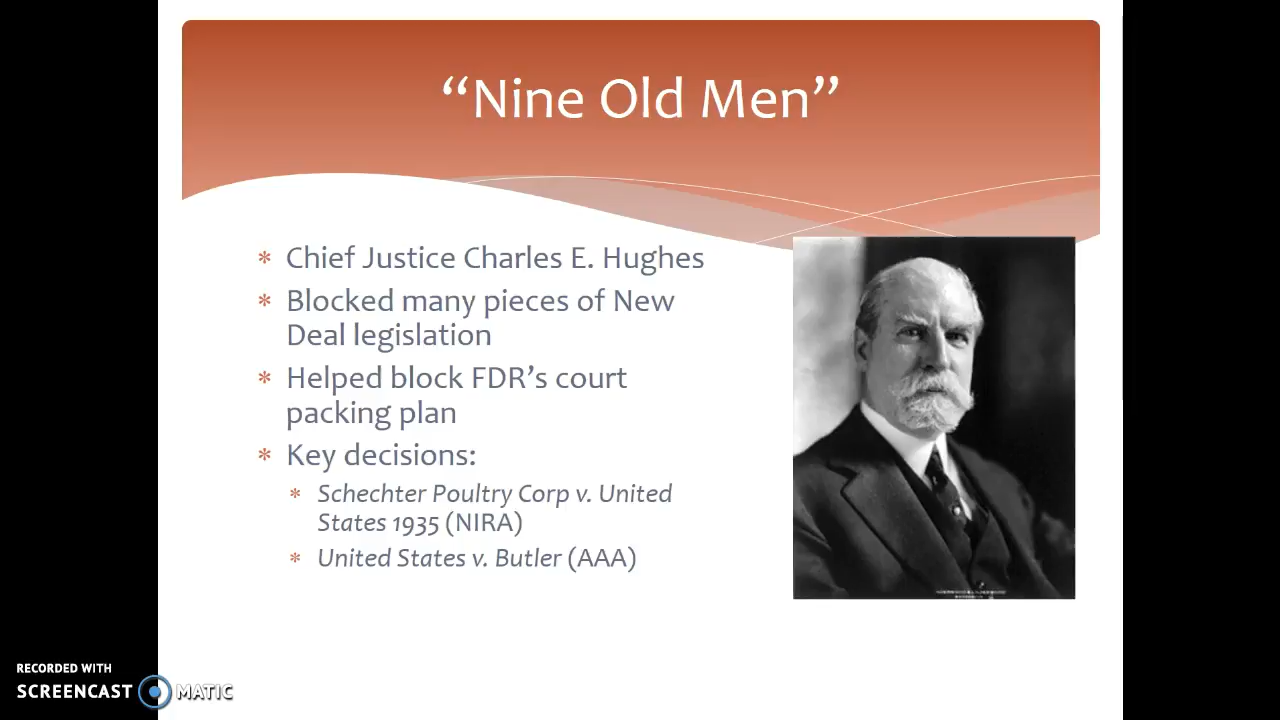 “Nine Old Men”
* Chief Justice Charles E. Hughes
* Blocked many pieces of New
Deal legislation
* Helped block FDR’s court
packing plan
* Key decisions:
* Schechter Poultry Corp v. United
States 1935 (NIRA)
* United States v. Butler (AAA)
RECORDED WITH
SCREENCAST MATIC